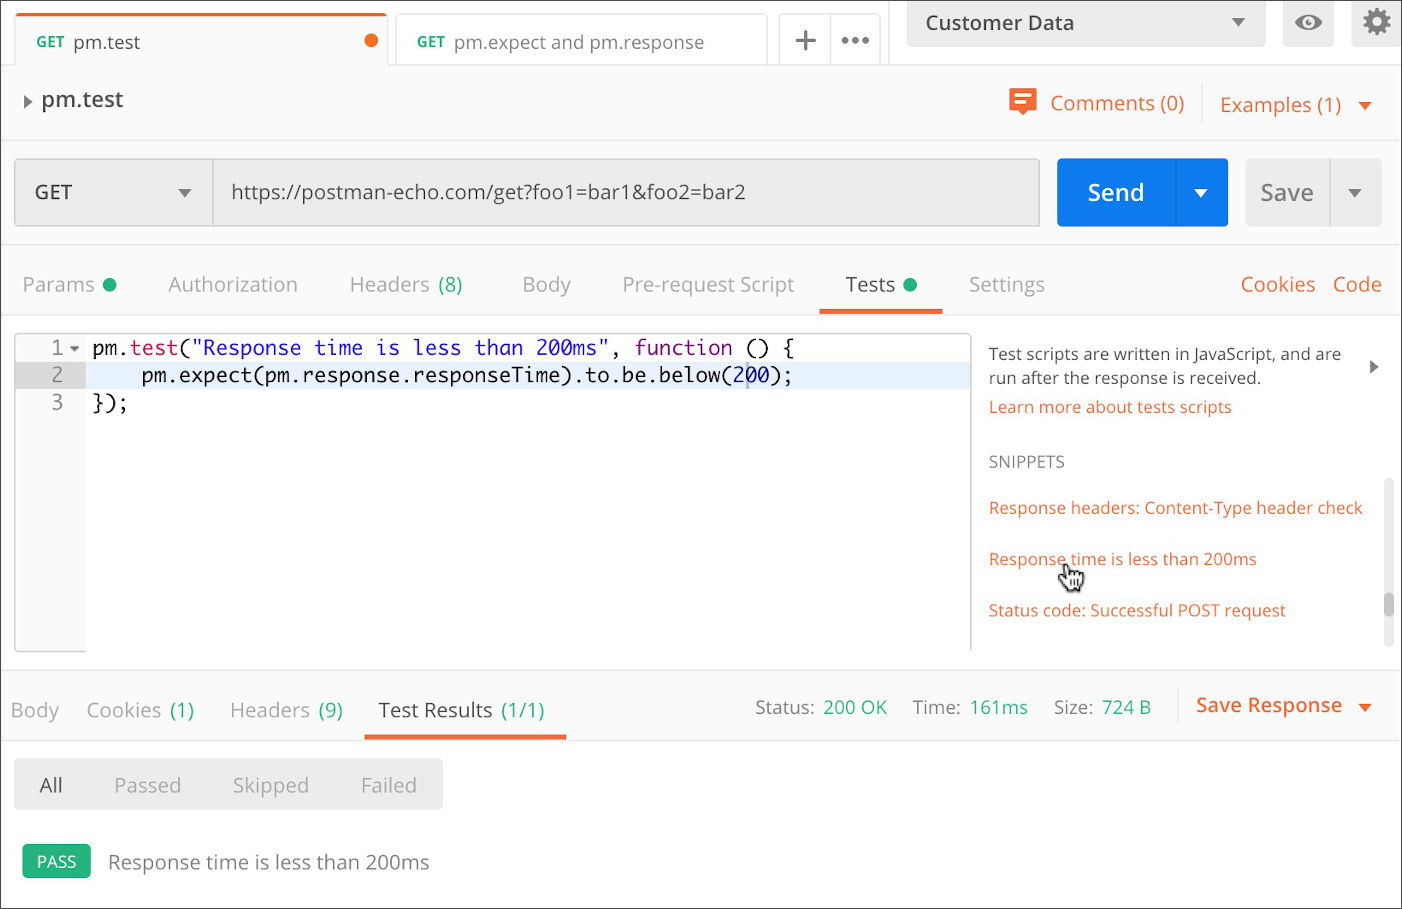 GET pm.test
GET pm.expect and pm.response
Customer Data
pm.test
Comments (0)
Examples (1)
GET
https://postman-echo.com/get?foo1=bar1&foo2=bar2
Send
Save
Params
Authorization
Headers (8)
Body
Pre-request Script
Tests
Settings
Cookies
Code
1 pm.test("Response time is less than 200ms", function () {
2 pm.expect(pm.response.responseTime).to.be.below(200);
3 });
Test scripts are written in JavaScript, and are
run after the response is received.
Learn more about tests scripts
SNIPPETS
Response headers: Content-Type header check
Response time is less than 200ms
Status code: Successful POST request
Body
Cookies (1)
Headers (9)
Test Results (1/1)
Status: 200 OK
Time: 161ms
Size: 724 B
Save Response
All
Passed
Skipped
Failed
PASS
Response time is less than 200ms